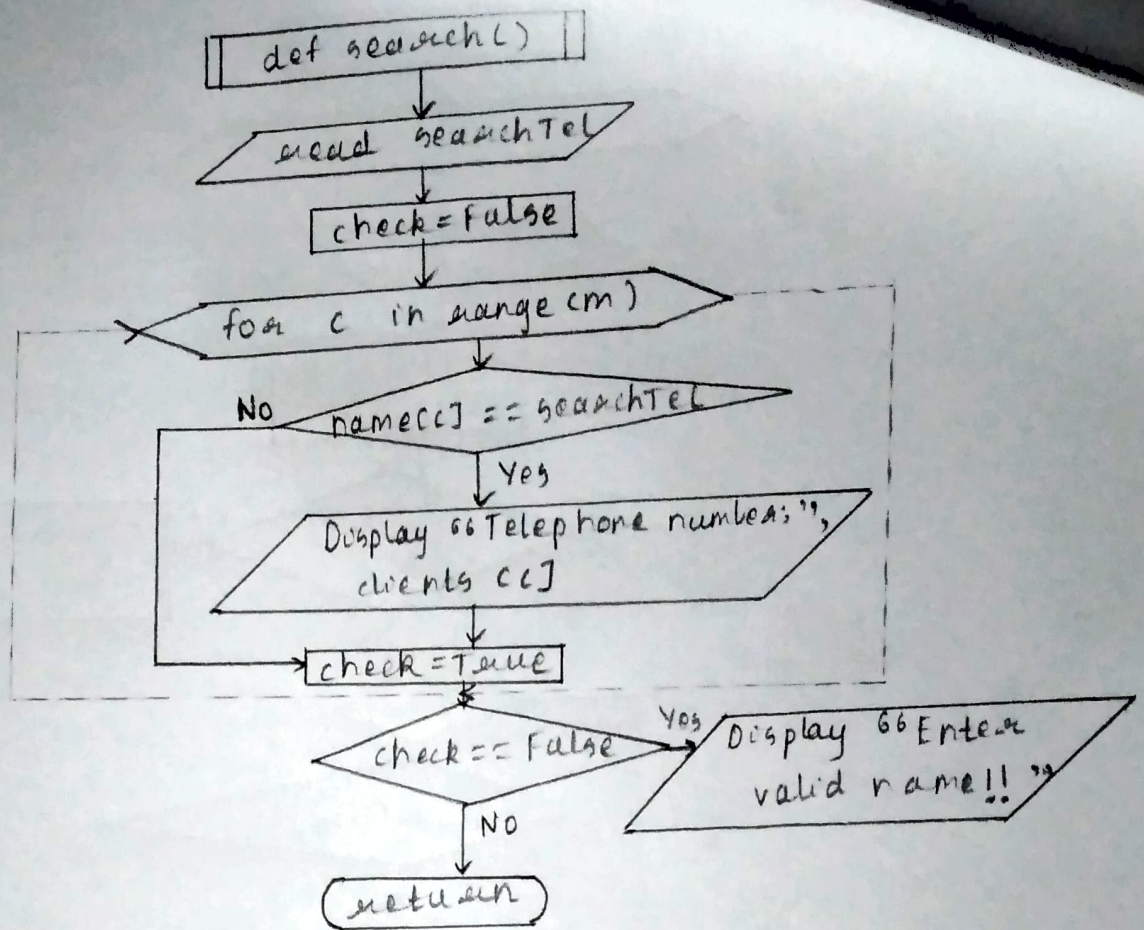 def search()
read searchTel
check = False
for c in range (m)
No
name[c] == searchTel
Yes
Display “Telephone number:”,
clients [c]
check = True
check == False
Yes
Display “Enter
valid name!!”
NO
return